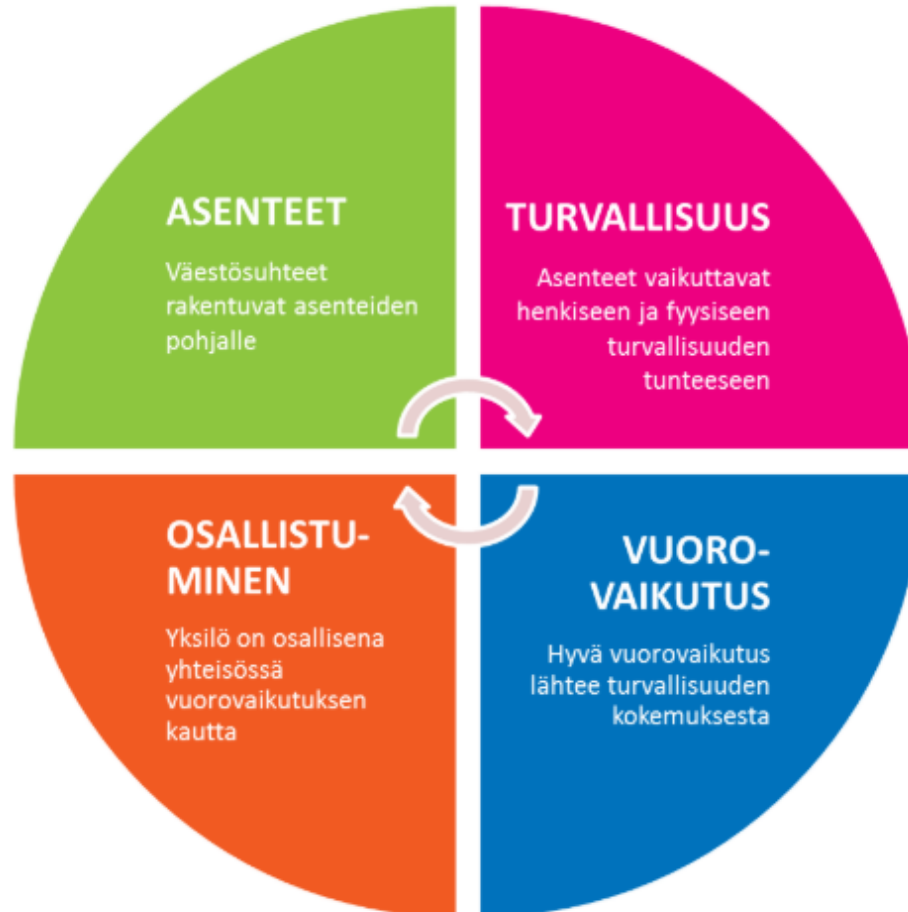 ASENTEET
Väestösuhteet
rakentuvat asenteiden
pohjalle
TURVALLISUUS
Asenteet vaikuttavat
henkiseen ja fyysiseen
turvallisuuden
tunteeseen
OSALLISTU-
MINEN
Yksilö on osallisena
yhteisössä
vuorovaikutuksen
kautta
VUORO-
VAIKUTUS
Hyvä vuorovaikutus
lähtee turvallisuuden
kokemuksesta